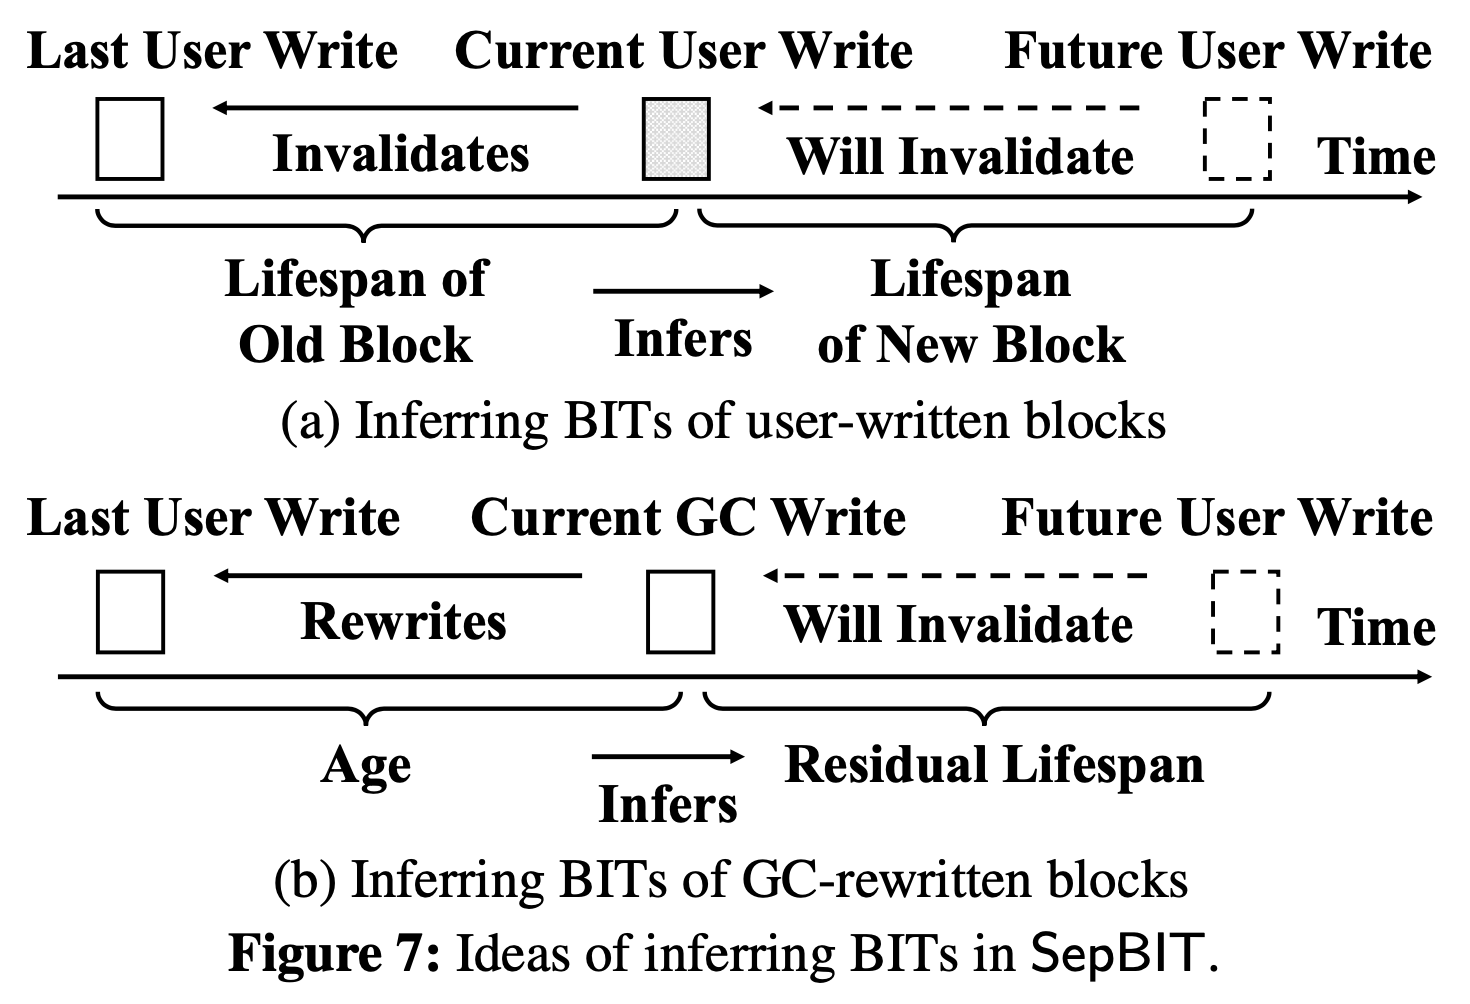 Last User Write Current User Write Future User Write
Invalidates Will Invalidate Time
Lifespan of Lifespan
Infers
Old Block of New Block
(a) Inferring BITs of user-written blocks
Last User Write Current GC Write Future User Write
Rewrites Will Invalidate Time
Age Residual Lifespan
Infers
(b) Inferring BITs of GC-rewritten blocks
Figure 7: Ideas of inferring BITs in SepBIT.